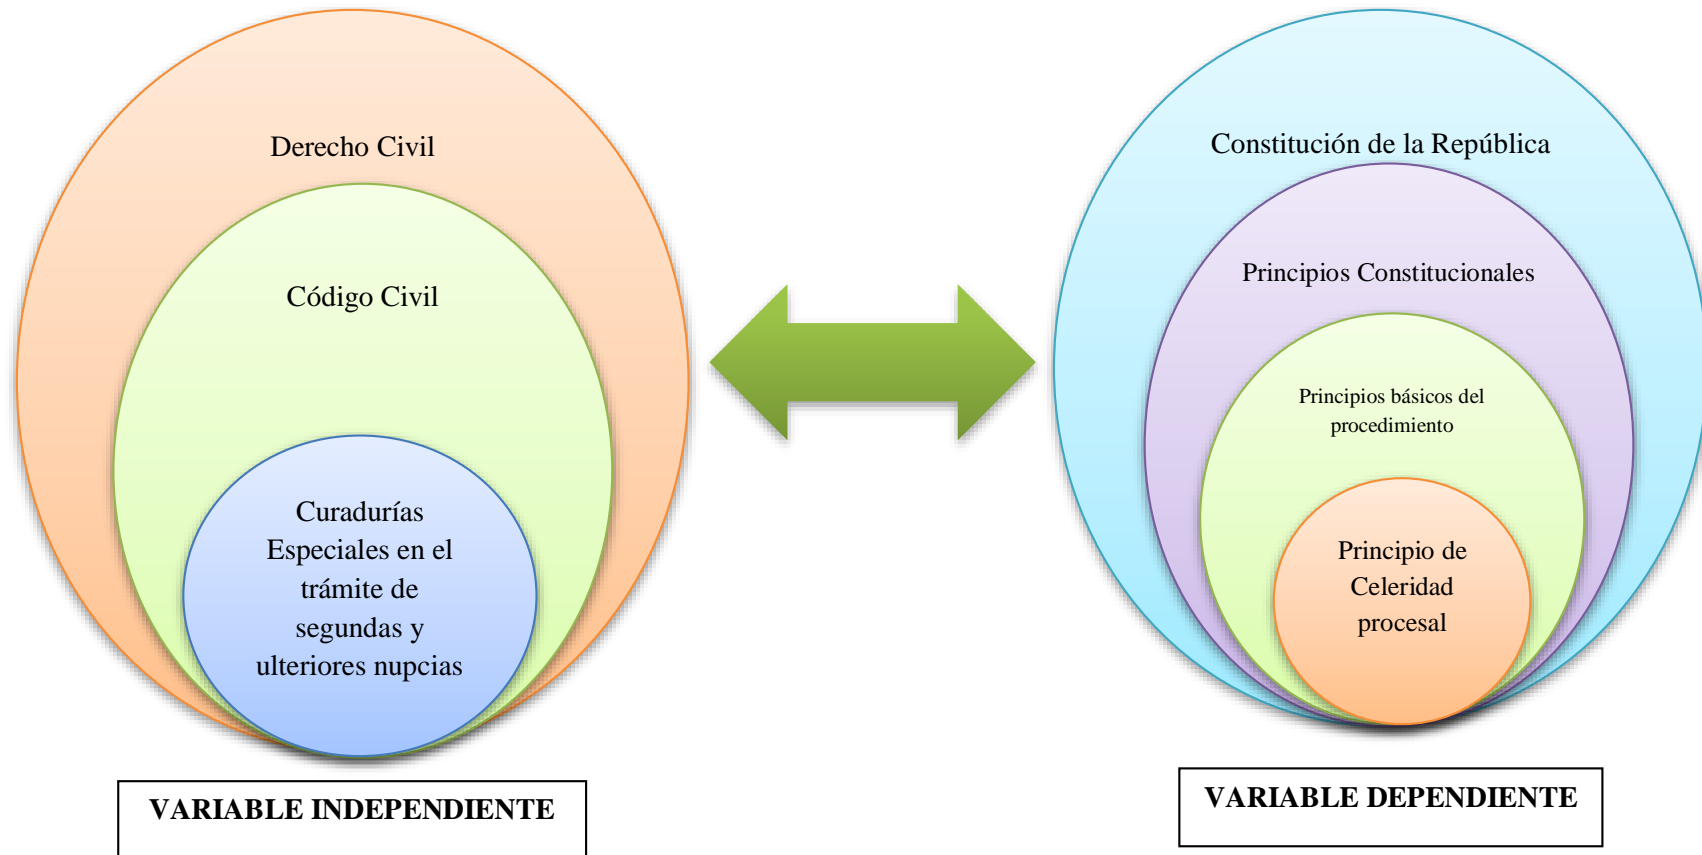 Derecho Civil
Código Civil
Curadurías
Especiales en el
trámite de
segundas y
ulteriores nupcias
VARIABLE INDEPENDIENTE
Constitución de la República
Principios Constitucionales
Principios básicos del
procedimiento
Principio de
Celeridad
procesal
VARIABLE DEPENDIENTE